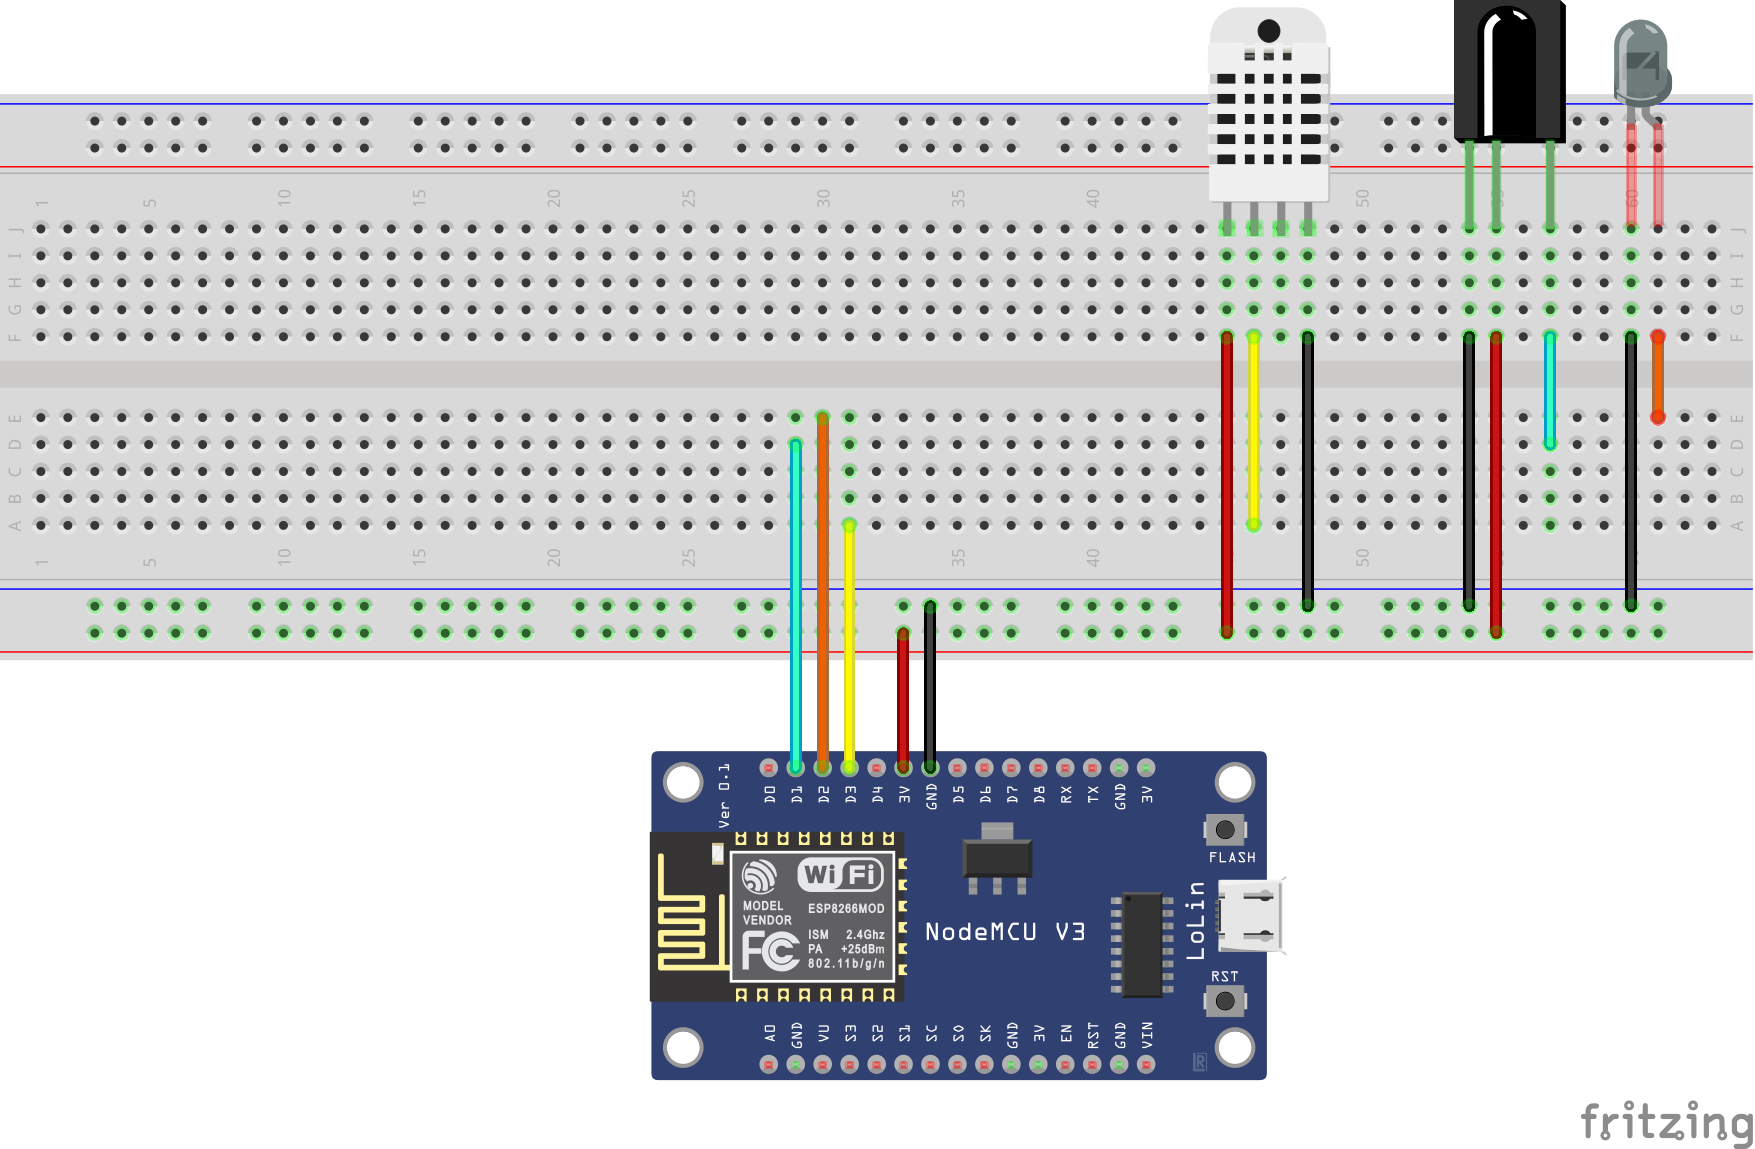 1 5 10 15 20 25 30 35 40 50 55 60
J J
I I
H H
G G
F F
E E
D D
C C
B B
A A
1 5 10 15 20 25 35 40 50
Ver 0.1
D0 D1 D2 D3 D4 3V GND D5 D6 D7 D8 RX TX GND 3V
FLASH
Wi Fi
MODEL
VENDOR
ESP8266MOD
FC
ISM 2.4Ghz
PA +25dBm
802.11b/g/n
NodeMCU V3
LoLin
RST
A0 GND VU S3 S2 S1 SC S0 SK GND 3V EN RST GND VIN
R
fritzing